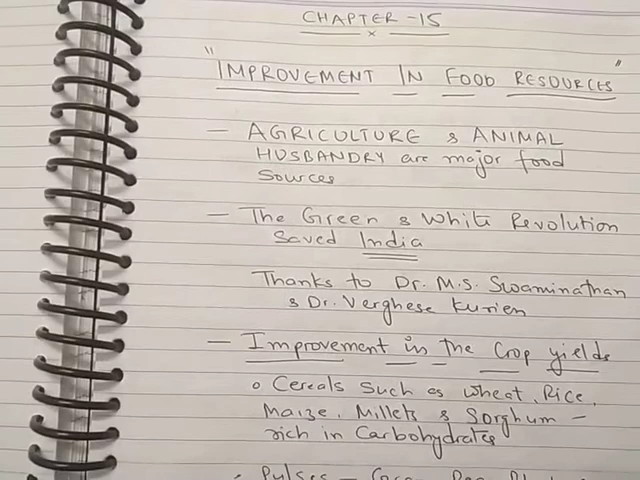 CHAPTER -15
x
"IMPROVEMENT IN FOOD RESOURCES"
— AGRICULTURE & ANIMAL
HUSBANDRY are major food
Sources
— The Green & White Revolution
Saved India
Thanks to Dr. M.S. Swaminathan
& Dr. Verghese Kurien
— Improvement in the Crop yields
o Cereals such as wheat, Rice,
Maize, Millets & Sorghum –
rich in Carbohydrates
Pulses –